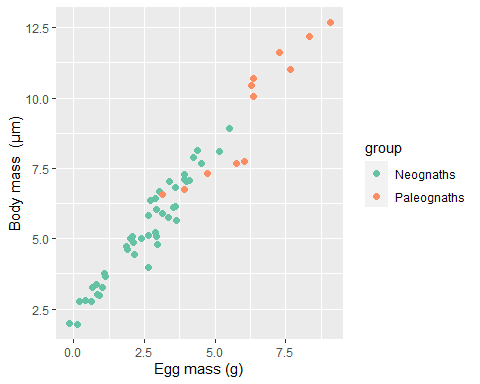 12.5
10.0
7.5
5.0
2.5
Body mass (μm)
0.0 2.5 5.0 7.5
Egg mass (g)
group
Neognaths
Paleognaths